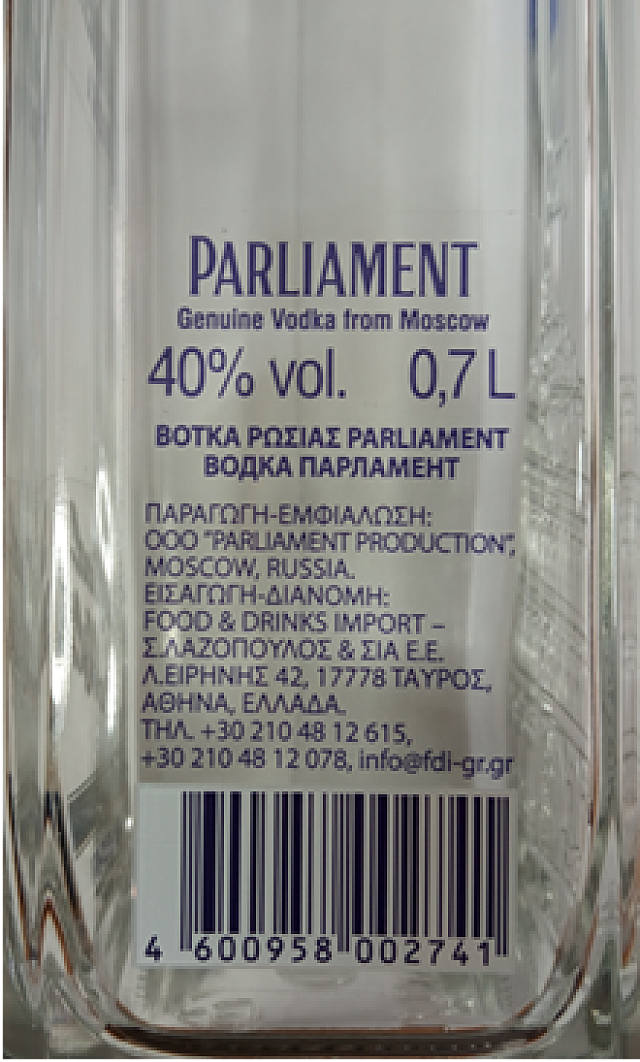 PARLIAMENT
Genuine Vodka from Moscow
40% vol. 0,7 L
ΒΟΤΚΑ ΡΩΣΙΑΣ PARLIAMENT
ВОДКА ПАРЛАМЕНТ
ΠΑΡΑΓΩΓΗ-ΕΜΦΙΑΛΩΣΗ:
OOO "PARLIAMENT PRODUCTION",
MOSCOW, RUSSIA.
ΕΙΣΑΓΩΓΗ-ΔΙΑΝΟΜΗ:
FOOD & DRINKS IMPORT –
Σ.ΛΑΖΟΠΟΥΛΟΣ & ΣΙΑ Ε.Ε.
Λ.ΕΙΡΗΝΗΣ 42, 17778 ΤΑΥΡΟΣ,
ΑΘΗΝΑ, ΕΛΛΑΔΑ.
ΤΗΛ. +30 210 48 12 615,
+30 210 48 12 078, info@fdi-gr.gr
4 600958 002741